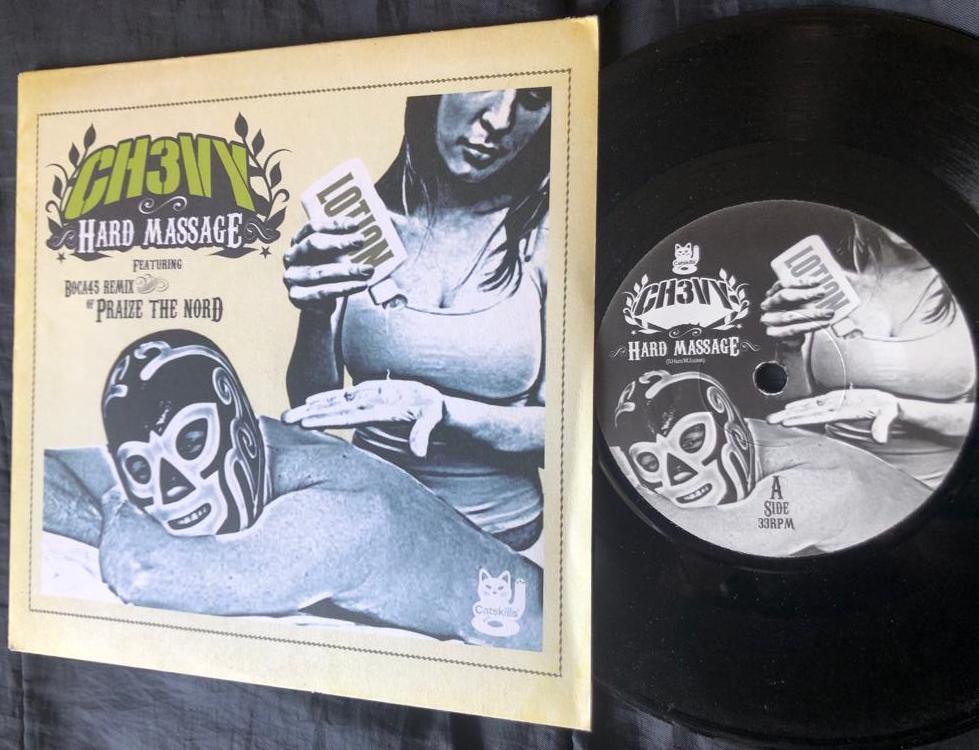 CH3VY
HARD MASSAGE
FEATURING
BOCA45 REMIX
OF PRAIZE THE NORD
LOTION
Catskills
Catskills
CH3VY
HARD MASSAGE
LOTION
A
SIDE
33RPM